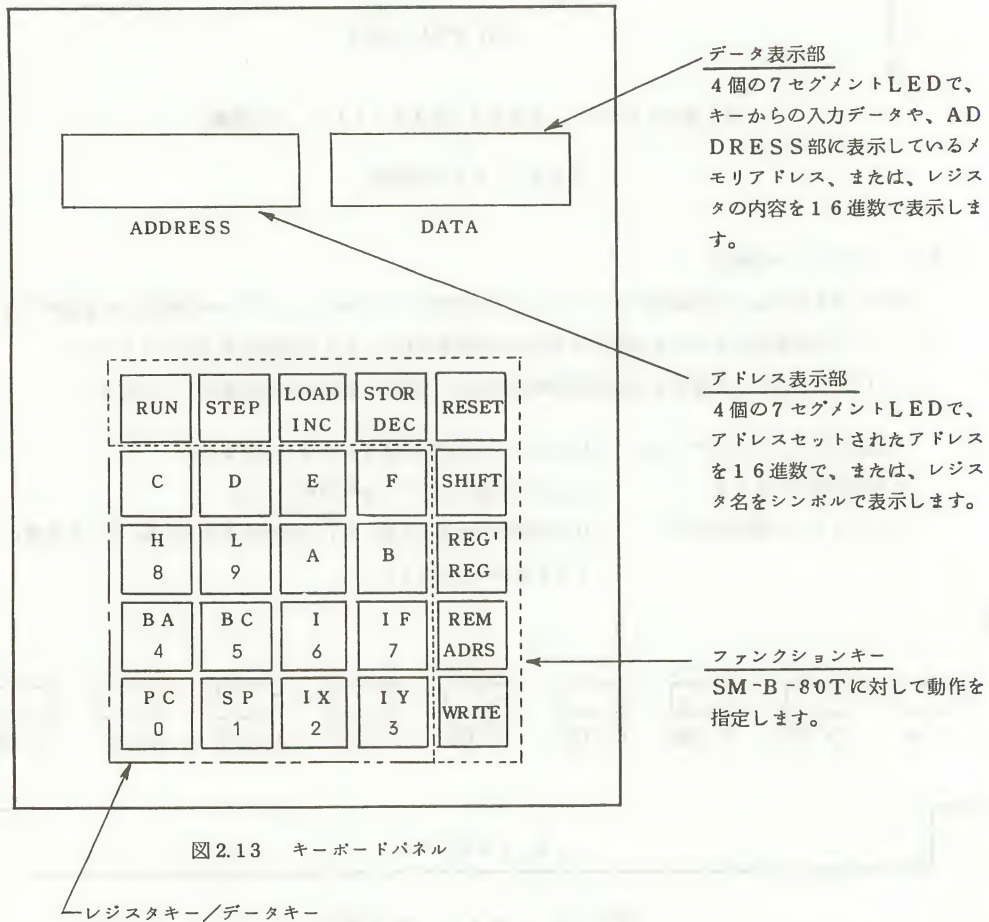 データ表示部
4個の7セグメントLEDで、
キーからの入力データや、AD
DRESS部に表示しているメ
モリアドレス、または、レジス
タの内容を16進数で表示しま
す。
ADDRESS
DATA
アドレス表示部
4個の7セグメントLEDで、
アドレスセットされたアドレス
を16進数で、または、レジス
タ名をシンボルで表示します。
RUN
STEP
LOAD
INC
STOR
DEC
RESET
C
D
E
F
SHIFT
H
8
L
9
A
B
REG'
REG
BA
4
BC
5
I
6
IF
7
REM
ADRS
PC
0
SP
1
IX
2
IY
3
WRITE
ファンクションキー
SM-B-80Tに対して動作を
指定します。
図2.13 キーボードパネル
レジスタキー/データキー